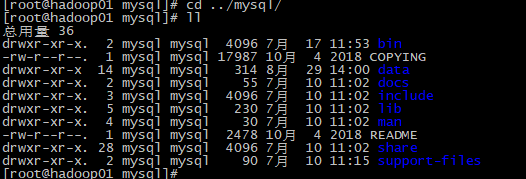 [root@hadoop01 mysql]# cd ../mysql/
[root@hadoop01 mysql]# ll
总用量 36
drwxr-xr-x.  2 mysql mysql  4096 7月  17 11:53 bin
-rw-r--r--.  1 mysql mysql 17987 10月  4 2018 COPYING
drwxr-xr-x  14 mysql mysql   314 8月  29 14:00 data
drwxr-xr-x.  2 mysql mysql    55 7月  10 11:02 docs
drwxr-xr-x.  3 mysql mysql  4096 7月  10 11:02 include
drwxr-xr-x.  5 mysql mysql   230 7月  10 11:02 lib
drwxr-xr-x.  4 mysql mysql    30 7月  10 11:02 man
-rw-r--r--.  1 mysql mysql  2478 10月  4 2018 README
drwxr-xr-x. 28 mysql mysql  4096 7月  10 11:02 share
drwxr-xr-x.  2 mysql mysql    90 7月  10 11:15 support-files
[root@hadoop01 mysql]#